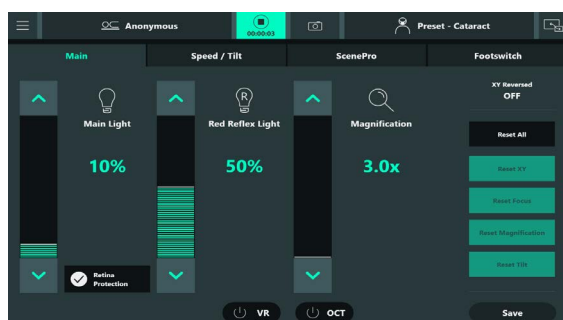 Anonymous
00:00:03
Preset - Cataract
Main
Speed / Tilt
ScenePro
Footswitch
Main Light
10%
Retina
Protection
R
Red Reflex Light
50%
Magnification
3.0x
XY Reversed
OFF
Reset All
Reset XY
Reset Focus
Reset Magnification
Reset Tilt
VR
OCT
Save